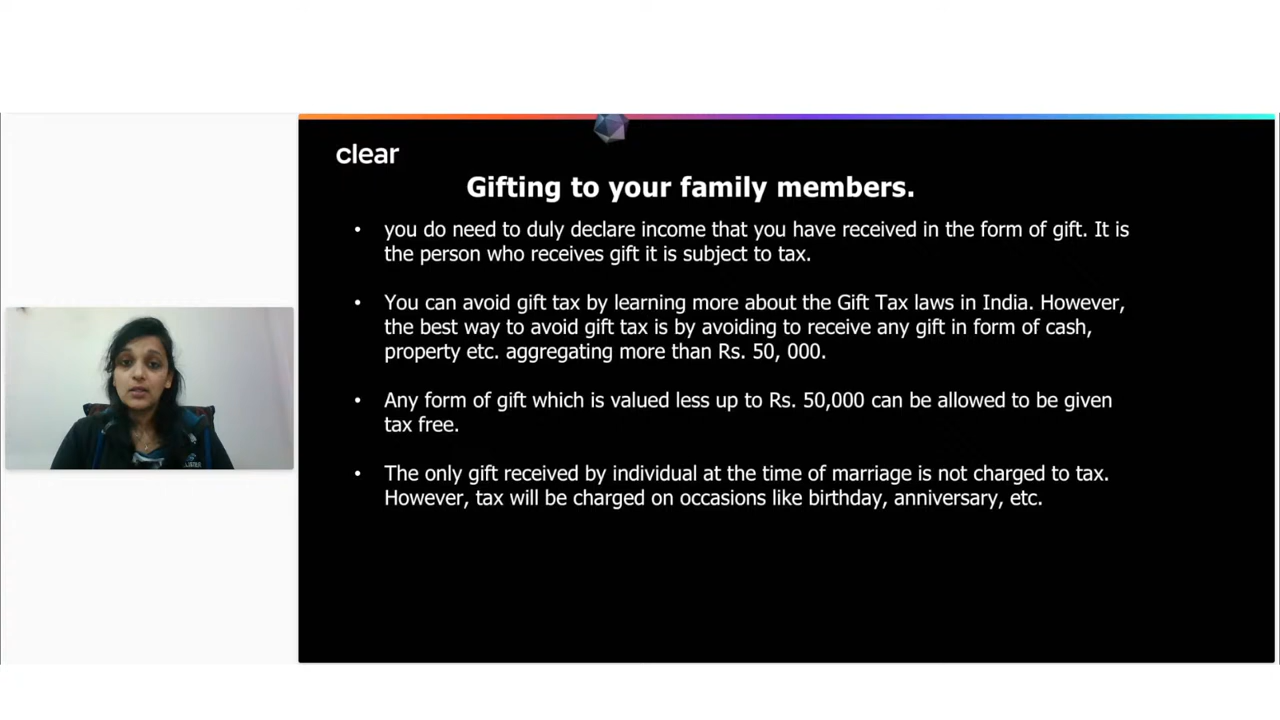 clear
Gifting to your family members.
• you do need to duly declare income that you have received in the form of gift. It is
the person who receives gift it is subject to tax.
• You can avoid gift tax by learning more about the Gift Tax laws in India. However,
the best way to avoid gift tax is by avoiding to receive any gift in form of cash,
property etc. aggregating more than Rs. 50, 000.
• Any form of gift which is valued less up to Rs. 50,000 can be allowed to be given
tax free.
• The only gift received by individual at the time of marriage is not charged to tax.
However, tax will be charged on occasions like birthday, anniversary, etc.